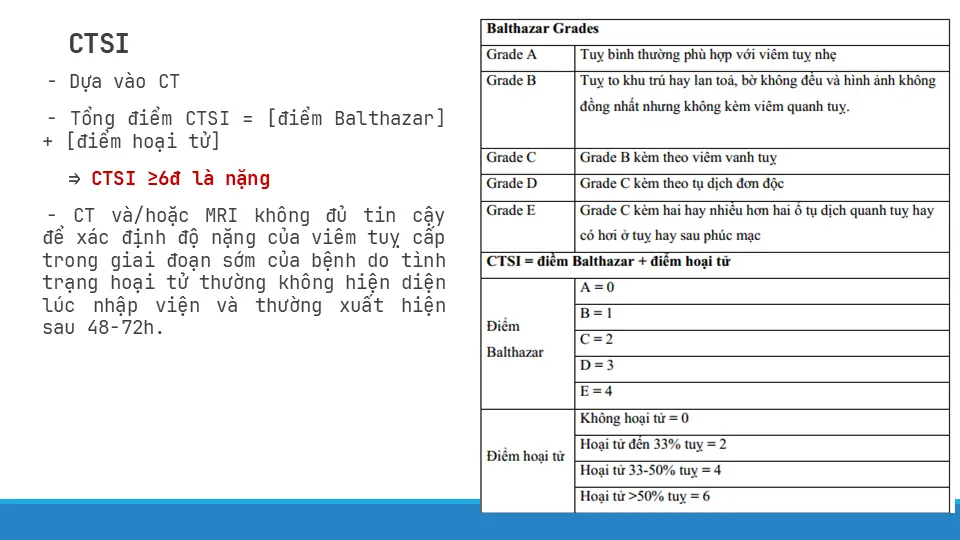 CTSI
- Dựa vào CT
- Tổng điểm CTSI = [điểm Balthazar]
+ [điểm hoại tử]
⇒ CTSI ≥6đ là nặng
- CT và/hoặc MRI không đủ tin cậy
để xác định độ nặng của viêm tuỵ cấp
trong giai đoạn sớm của bệnh do tình
trạng hoại tử thường không hiện diện
lúc nhập viện và thường xuất hiện
sau 48-72h.
Balthazar Grades
Grade A Tuỵ bình thường phù hợp với viêm tuỵ nhẹ
Grade B Tuỵ to khu trú hay lan toả, bờ không đều và hình ảnh không
đồng nhất nhưng không kèm viêm quanh tuỵ.
Grade C Grade B kèm theo viêm vanh tuỵ
Grade D Grade C kèm theo tụ dịch đơn độc
Grade E Grade C kèm hai hay nhiều hơn hai ổ tụ dịch quanh tuỵ hay
có hơi ở tuỵ hay sau phúc mạc
CTSI = điểm Balthazar + điểm hoại tử
Điểm
Balthazar
A = 0
B = 1
C = 2
D = 3
E = 4
Điểm hoại tử
Không hoại tử = 0
Hoại tử đến 33% tuỵ = 2
Hoại tử 33-50% tuỵ = 4
Hoại tử >50% tuỵ = 6